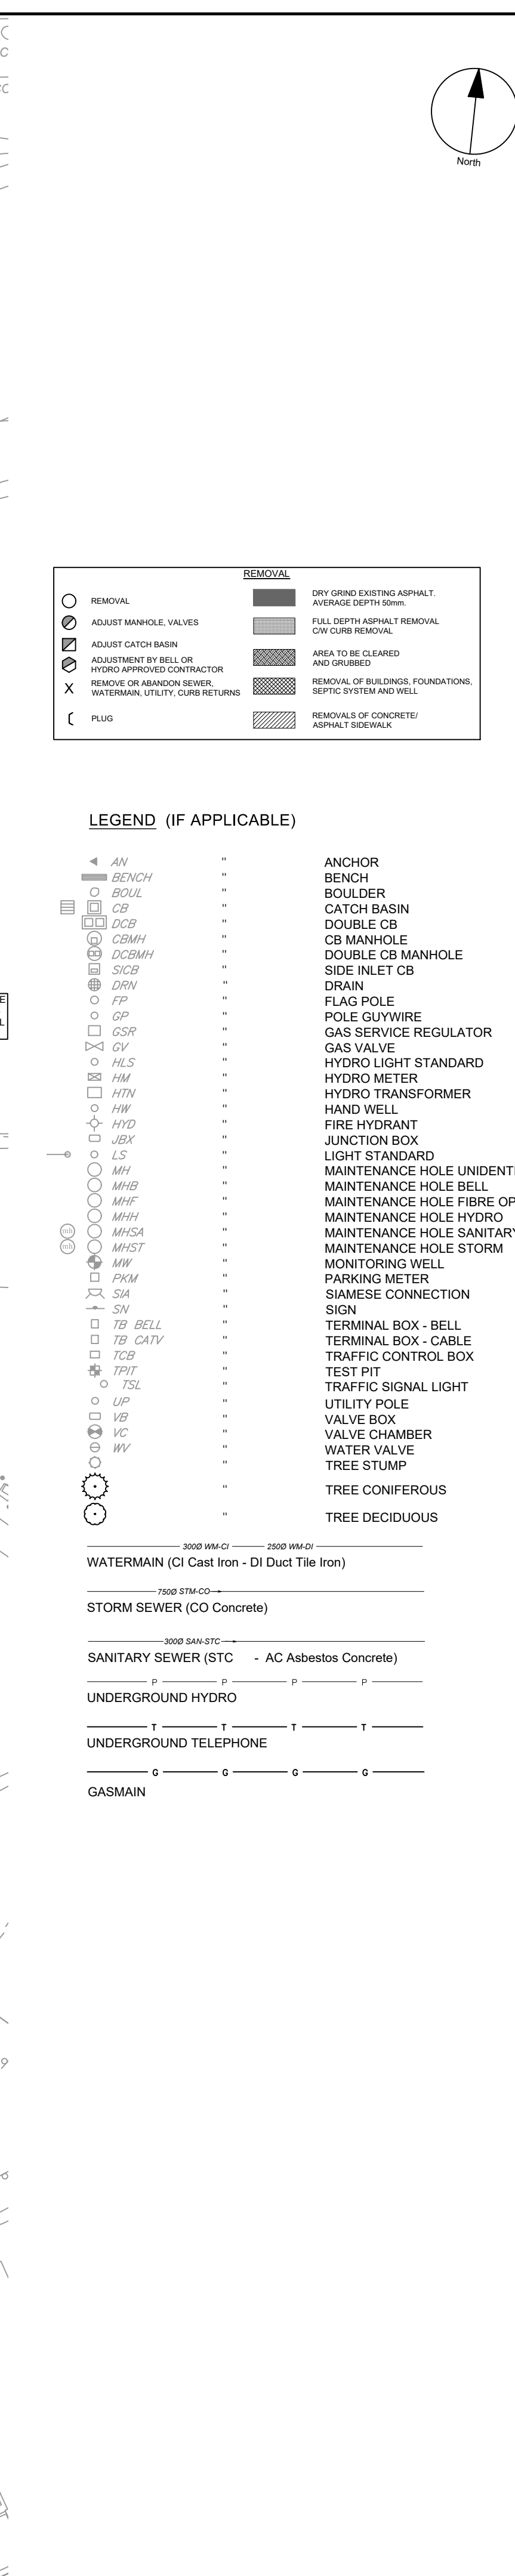 North
REMOVAL
REMOVAL
ADJUST MANHOLE, VALVES
ADJUST CATCH BASIN
ADJUSTMENT BY BELL OR
HYDRO APPROVED CONTRACTOR
X REMOVE OR ABANDON SEWER,
WATERMAIN, UTILITY, CURB RETURNS
PLUG
DRY GRIND EXISTING ASPHALT.
AVERAGE DEPTH 50mm.
FULL DEPTH ASPHALT REMOVAL
C/W CURB REMOVAL
AREA TO BE CLEARED
AND GRUBBED
REMOVAL OF BUILDINGS, FOUNDATIONS,
SEPTIC SYSTEM AND WELL
REMOVALS OF CONCRETE/
ASPHALT SIDEWALK
LEGEND (IF APPLICABLE)
AN " ANCHOR
BENCH " BENCH
BOUL " BOULDER
CB " CATCH BASIN
DCB " DOUBLE CB
CBMH " CB MANHOLE
DCBMH " DOUBLE CB MANHOLE
SICB " SIDE INLET CB
DRN " DRAIN
FP " FLAG POLE
GP " POLE GUYWIRE
GSR " GAS SERVICE REGULATOR
GV " GAS VALVE
HLS " HYDRO LIGHT STANDARD
HM " HYDRO METER
HTN " HYDRO TRANSFORMER
HW " HAND WELL
HYD " FIRE HYDRANT
JBX " JUNCTION BOX
LS " LIGHT STANDARD
MH " MAINTENANCE HOLE UNIDENTI
MHB " MAINTENANCE HOLE BELL
MHF " MAINTENANCE HOLE FIBRE OP
MHH " MAINTENANCE HOLE HYDRO
mh MHSA " MAINTENANCE HOLE SANITARY
mh MHST " MAINTENANCE HOLE STORM
MW " MONITORING WELL
PKM " PARKING METER
SIA " SIAMESE CONNECTION
SN " SIGN
TB BELL " TERMINAL BOX - BELL
TB CATV " TERMINAL BOX - CABLE
TCB " TRAFFIC CONTROL BOX
TPIT " TEST PIT
TSL " TRAFFIC SIGNAL LIGHT
UP " UTILITY POLE
VB " VALVE BOX
VC " VALVE CHAMBER
WV " WATER VALVE
" TREE STUMP
" TREE CONIFEROUS
" TREE DECIDUOUS
300Ø WM-CI 250Ø WM-DI
WATERMAIN (CI Cast Iron - DI Duct Tile Iron)
750Ø STM-CO
STORM SEWER (CO Concrete)
300Ø SAN-STC
SANITARY SEWER (STC - AC Asbestos Concrete)
P P P P
UNDERGROUND HYDRO
T T T T
UNDERGROUND TELEPHONE
G G G G
GASMAIN